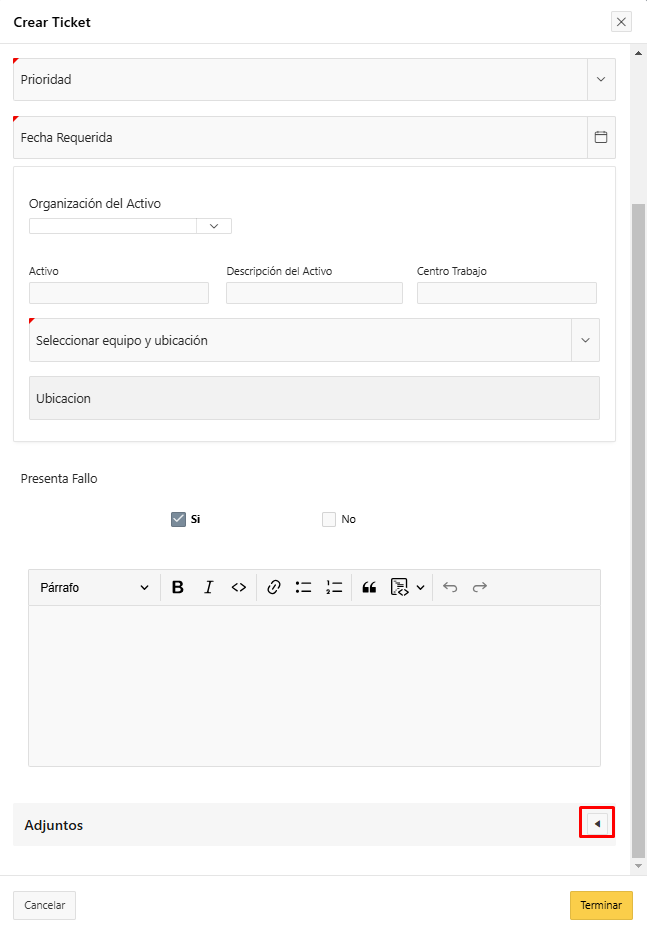 Crear Ticket
Prioridad
Fecha Requerida
Organización del Activo
Activo Descripción del Activo Centro Trabajo
Seleccionar equipo y ubicación
Ubicacion
Presenta Fallo
Si No
Párrafo
Adjuntos
Cancelar Terminar